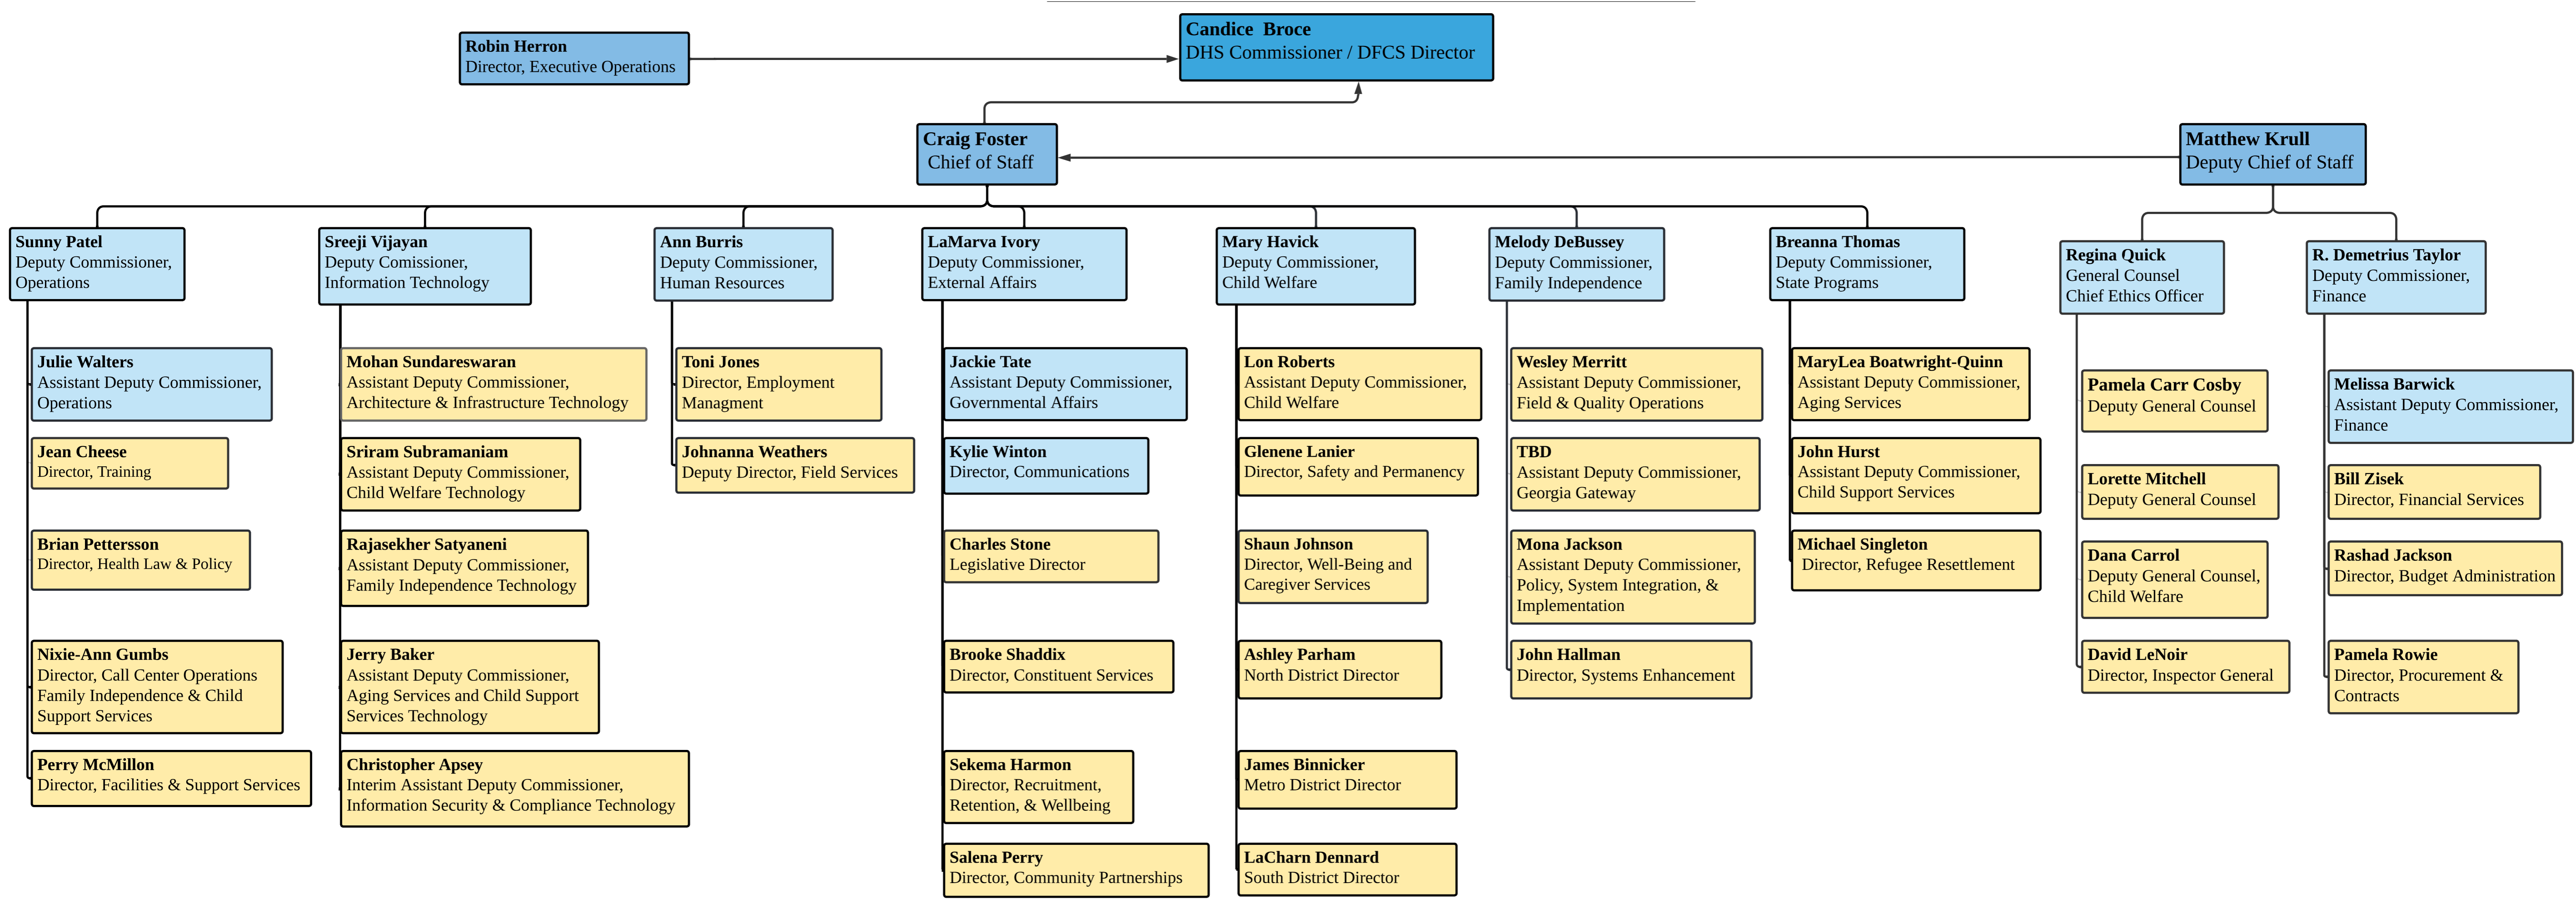 Robin Herron
Director, Executive Operations
Candice Broce
DHS Commissioner / DFCS Director
Craig Foster
Chief of Staff
Matthew Krull
Deputy Chief of Staff
Sunny Patel
Deputy Commissioner,
Operations
Julie Walters
Assistant Deputy Commissioner,
Operations
Jean Cheese
Director, Training
Brian Pettersson
Director, Health Law & Policy
Nixie-Ann Gumbs
Director, Call Center Operations
Family Independence & Child
Support Services
Perry McMillon
Director, Facilities & Support Services
Sreeji Vijayan
Deputy Comissioner,
Information Technology
Mohan Sundareswaran
Assistant Deputy Commissioner,
Architecture & Infrastructure Technology
Sriram Subramaniam
Assistant Deputy Commissioner,
Child Welfare Technology
Rajasekher Satyaneni
Assistant Deputy Commissioner,
Family Independence Technology
Jerry Baker
Assistant Deputy Commissioner,
Aging Services and Child Support
Services Technology
Christopher Apsey
Interim Assistant Deputy Commissioner,
Information Security & Compliance Technology
Ann Burris
Deputy Commissioner,
Human Resources
Toni Jones
Director, Employment
Managment
Johnanna Weathers
Deputy Director, Field Services
LaMarva Ivory
Deputy Commissioner,
External Affairs
Jackie Tate
Assistant Deputy Commissioner,
Governmental Affairs
Kylie Winton
Director, Communications
Charles Stone
Legislative Director
Brooke Shaddix
Director, Constituent Services
Sekema Harmon
Director, Recruitment,
Retention, & Wellbeing
Salena Perry
Director, Community Partnerships
Mary Havick
Deputy Commissioner,
Child Welfare
Lon Roberts
Assistant Deputy Commissioner,
Child Welfare
Glenene Lanier
Director, Safety and Permanency
Shaun Johnson
Director, Well-Being and
Caregiver Services
Ashley Parham
North District Director
James Binnicker
Metro District Director
LaCharn Dennard
South District Director
Melody DeBussey
Deputy Commissioner,
Family Independence
Wesley Merritt
Assistant Deputy Commissioner,
Field & Quality Operations
TBD
Assistant Deputy Commissioner,
Georgia Gateway
Mona Jackson
Assistant Deputy Commissioner,
Policy, System Integration, &
Implementation
John Hallman
Director, Systems Enhancement
Breanna Thomas
Deputy Commissioner,
State Programs
MaryLea Boatwright-Quinn
Assistant Deputy Commissioner,
Aging Services
John Hurst
Assistant Deputy Commissioner,
Child Support Services
Michael Singleton
Director, Refugee Resettlement
Regina Quick
General Counsel
Chief Ethics Officer
Pamela Carr Cosby
Deputy General Counsel
Lorette Mitchell
Deputy General Counsel
Dana Carrol
Deputy General Counsel,
Child Welfare
David LeNoir
Director, Inspector General
R. Demetrius Taylor
Deputy Commissioner,
Finance
Melissa Barwick
Assistant Deputy Commissioner,
Finance
Bill Zisek
Director, Financial Services
Rashad Jackson
Director, Budget Administration
Pamela Rowie
Director, Procurement &
Contracts